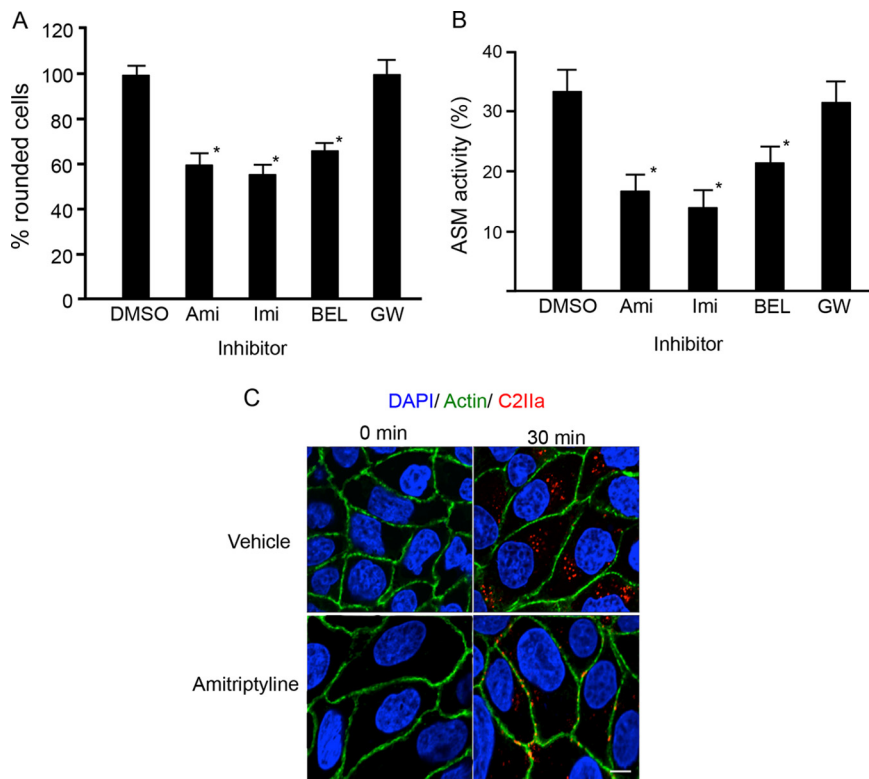 A
% rounded cells
120
100
80
60
40
20
0
*
*
*
DMSO Ami Imi BEL GW
Inhibitor
B
ASM activity (%)
40
30
20
10
*
*
*
DMSO Ami Imi BEL GW
Inhibitor
C
DAPI/ Actin/ C2IIa
0 min 30 min
Vehicle
Amitriptyline